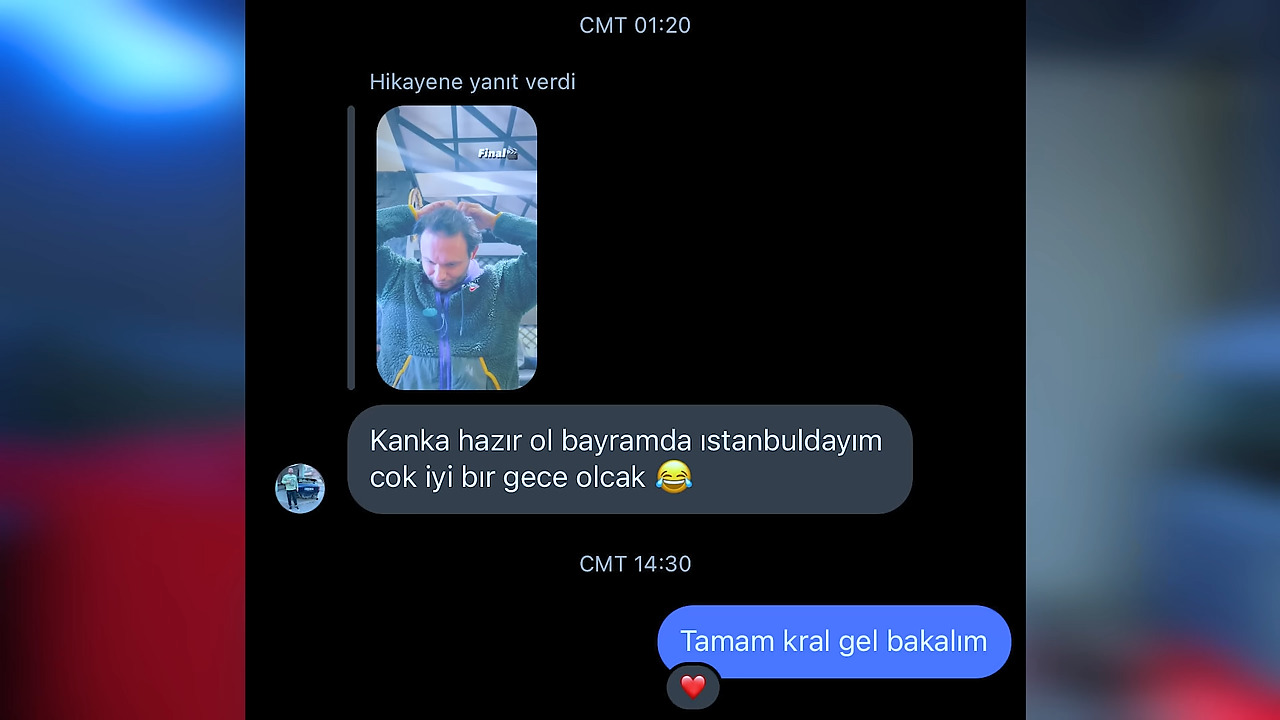 CMT 01:20
Hikayene yanıt verdi
Final🎬
Kanka hazır ol bayramda ıstanbuldayım
cok iyi bır gece olcak 😂
CMT 14:30
Tamam kral gel bakalım
❤️